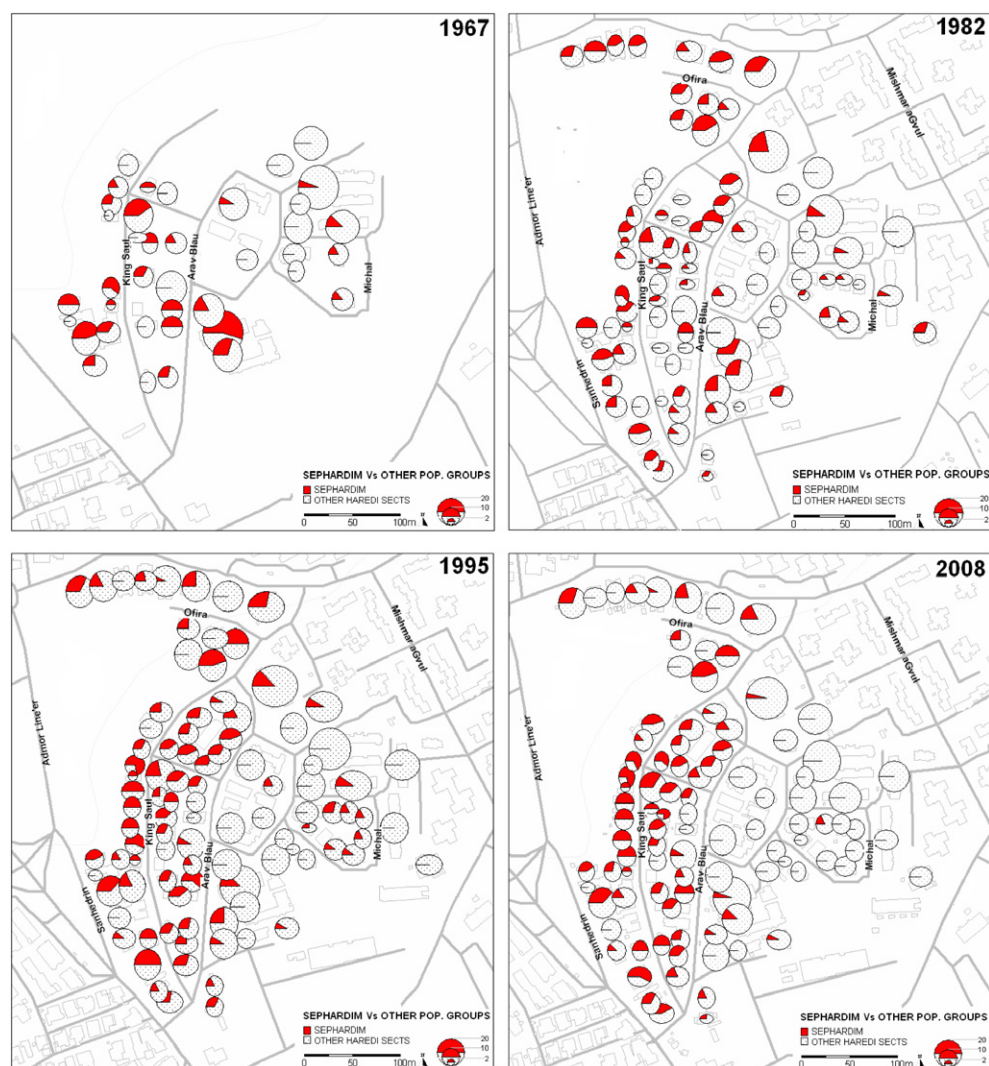 1967
King Saul
Arav Blau
Michal
SEPHARDIM Vs OTHER POP. GROUPS
SEPHARDIM
OTHER HAREDI SECTS
0 50 100m
20
10
2
1982
Ofira
Mishmar aGvul
Admor Line'er
King Saul
Arav Blau
Michal
Sanhedrin
SEPHARDIM Vs OTHER POP. GROUPS
SEPHARDIM
OTHER HAREDI SECTS
0 50 100m
20
10
2
1995
Ofira
Mishmar aGvul
Admor Line'er
King Saul
Arav Blau
Michal
Sanhedrin
SEPHARDIM Vs OTHER POP. GROUPS
SEPHARDIM
OTHER HAREDI SECTS
0 50 100m
20
10
2
2008
Ofira
Mishmar aGvul
Admor Line'er
King Saul
Arav Blau
Michal
Sanhedrin
SEPHARDIM Vs OTHER POP. GROUPS
SEPHARDIM
OTHER HAREDI SECTS
0 50 100m
20
10
2